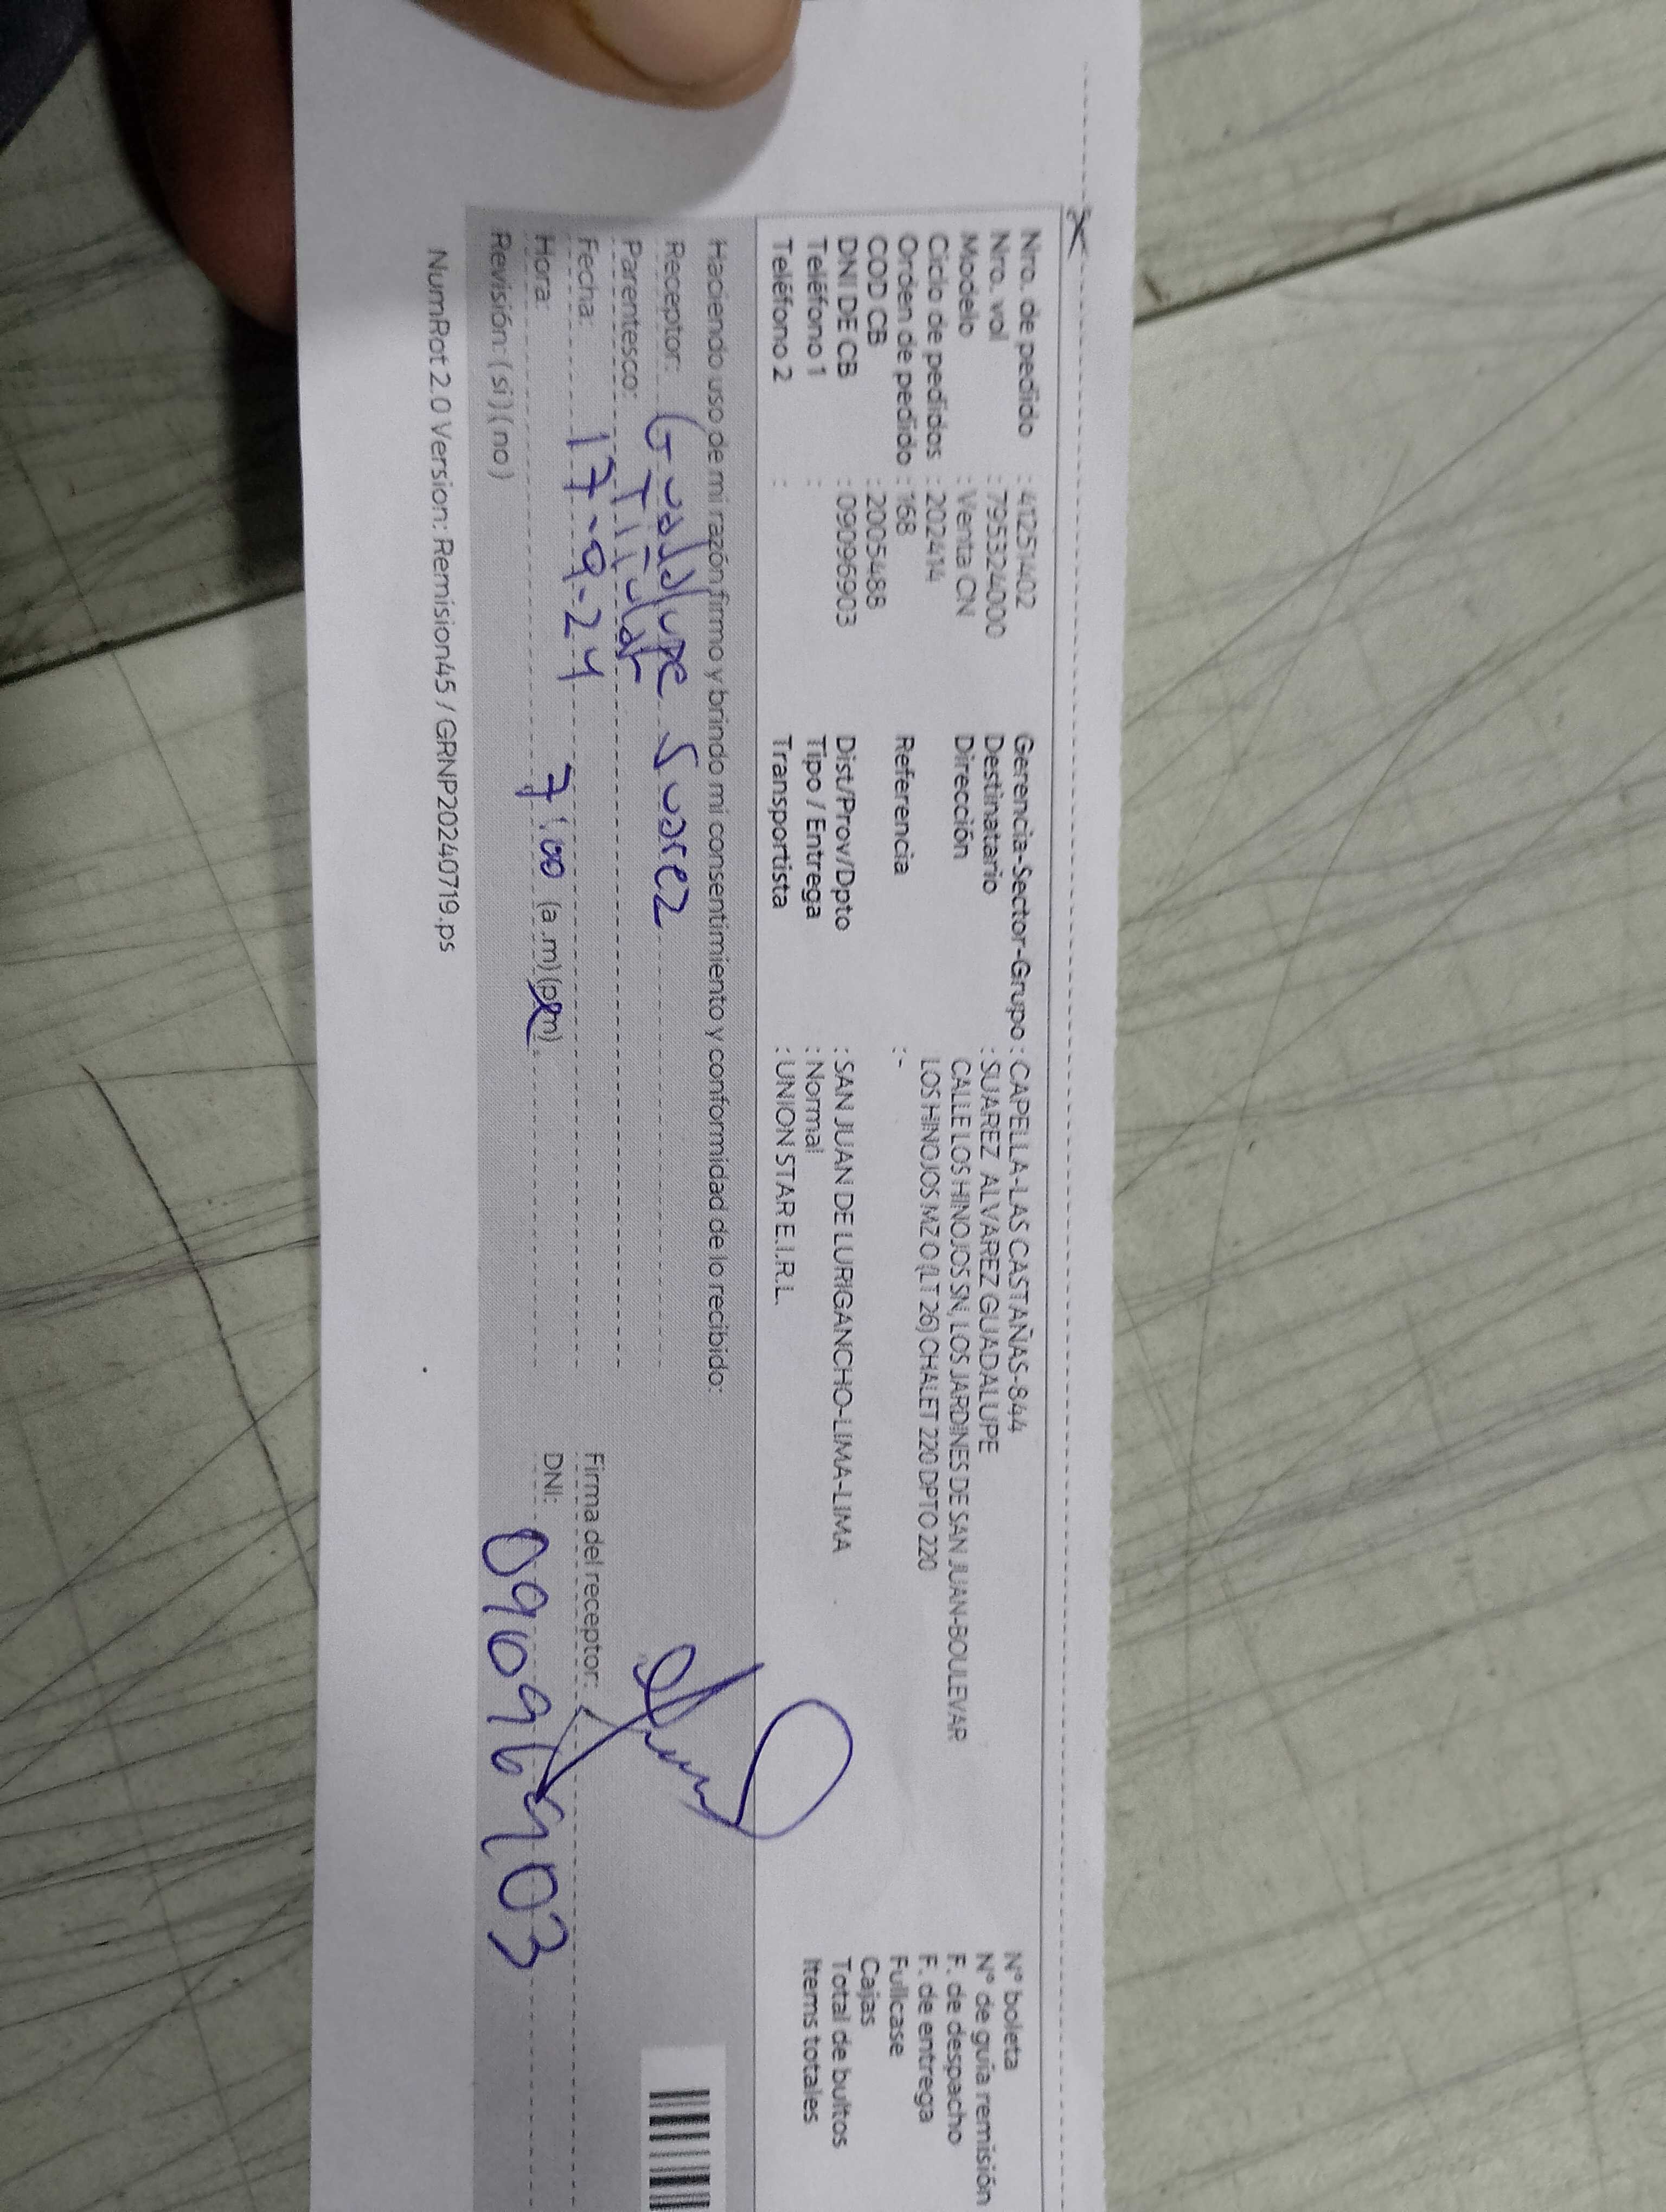 Nro. de pedido : 41251402
Nro. vol : 795324000
Modelo : Venta CN
Ciclo de pedidos : 202414
Orden de pedido : 168
COD CB : 2005488
DNI DE CB : 09096903
Teléfono 1 :
Teléfono 2 :
Gerencia-Sector-Grupo : CAPELLA-LAS CASTAÑAS-844
Destinatario : SUAREZ ALVAREZ GUADALUPE
Dirección CALLE LOS HINOJOS SN, LOS JARDINES DE SAN JUAN-BOULEVAR
LOS HINOJOS MZ O (LT 26) CHALET 220 DPTO 220
Referencia : -
Dist/Prov/Dpto : SAN JUAN DE LURIGANCHO-LIMA-LIMA
Tipo / Entrega : Normal
Transportista : UNION STAR E.I.R.L.
N° boleta
N° de guía remisión
F. de despacho
F. de entrega
Fullcase
Cajas
Total de bultos
Items totales
Haciendo uso de mi razón firmo y brindo mi consentimiento y conformidad de lo recibido:
Receptor: Guadalupe Suarez
Parentesco: Titular
Fecha: 17-9-24
Hora: 7:00 (a.m) (pm)
Revisión: ( si ) ( no )
Firma del receptor:
DNI: 09096903
NumRot 2.0 Version: Remision45 / GRNP20240719.ps